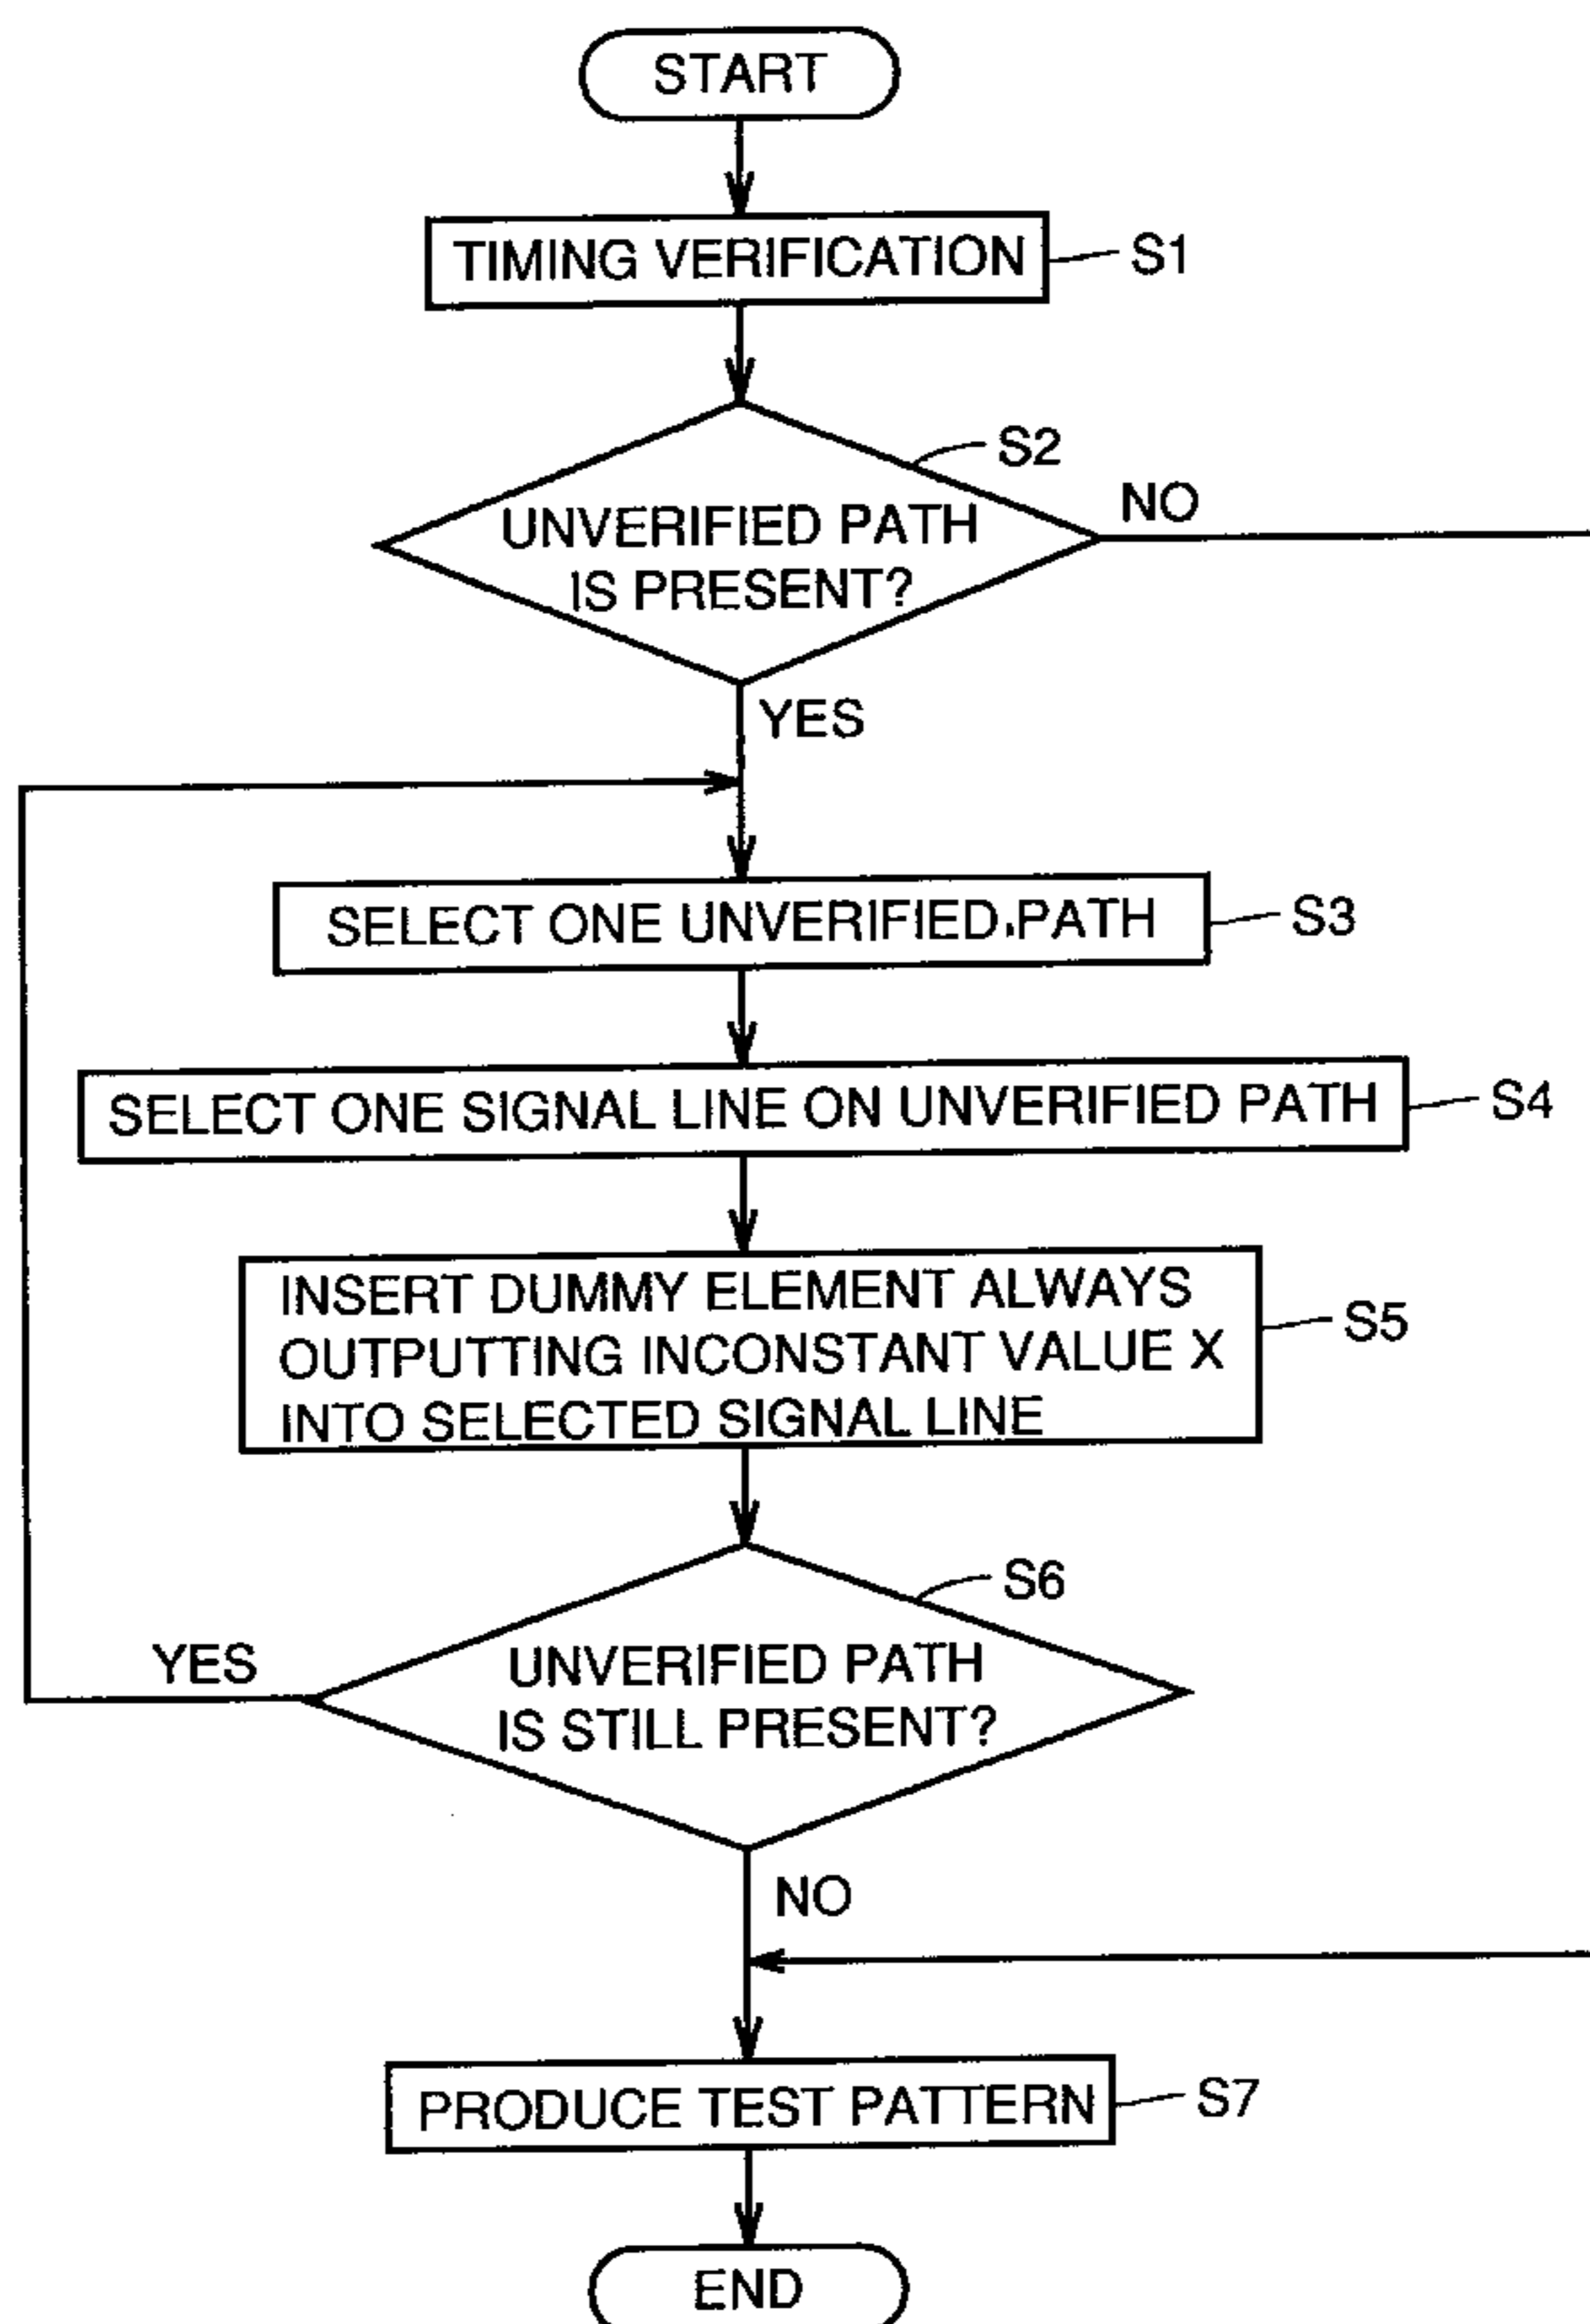 START
TIMING VERIFICATION
S1
S2
UNVERIFIED PATH
IS PRESENT?
NO
YES
SELECT ONE UNVERIFIED PATH
S3
SELECT ONE SIGNAL LINE ON UNVERIFIED PATH
S4
INSERT DUMMY ELEMENT ALWAYS
OUTPUTTING INCONSTANT VALUE X
INTO SELECTED SIGNAL LINE
S5
S6
UNVERIFIED PATH
IS STILL PRESENT?
YES
NO
PRODUCE TEST PATTERN
S7
END